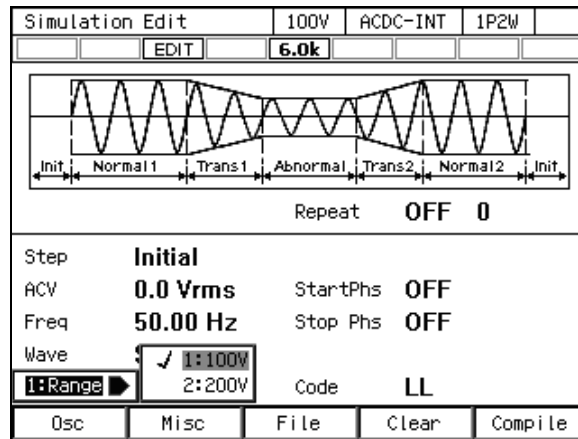 Simulation Edit 100V ACDC-INT 1P2W
EDIT 6.0k
Init Normal1 Trans1 Abnormal Trans2 Normal2 Init
Repeat OFF 0
Step Initial
ACV 0.0 Vrms StartPhs OFF
Freq 50.00 Hz Stop Phs OFF
Wave
✓ 1:100V
1:Range 2:200V Code LL
Osc Misc File Clear Compile